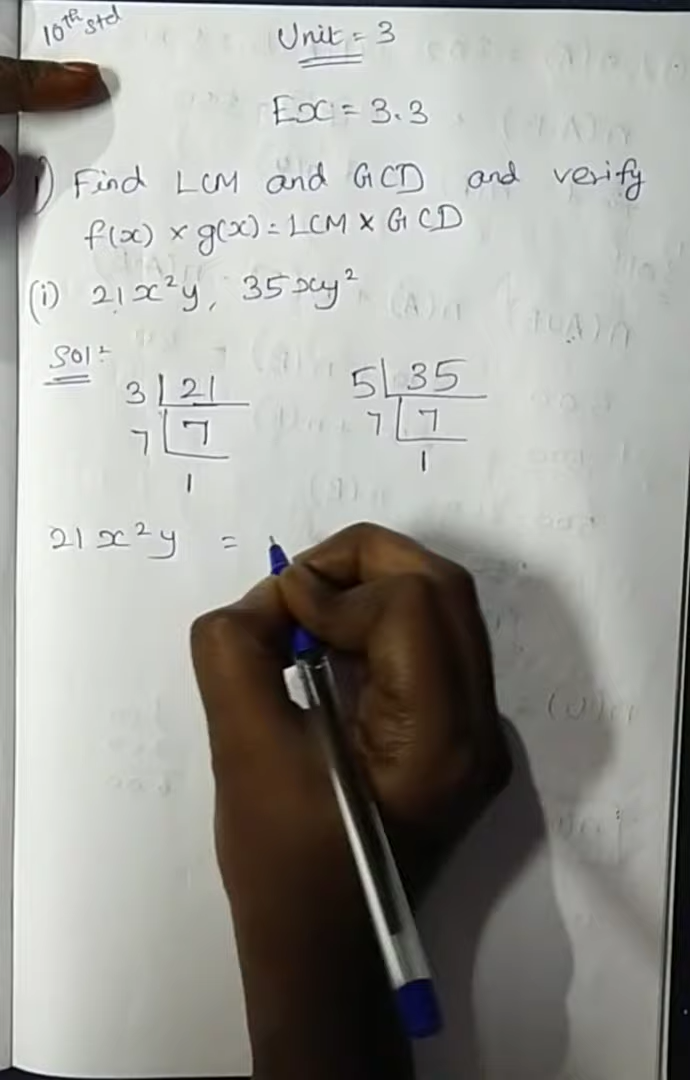 10th std
Unit = 3
Ex = 3.3
1) Find LCM and GCD and verify
f(x) × g(x) = LCM × GCD
(i) 21x²y, 35xy²
Sol:
3 | 21
7 | 7
1
5 | 35
7 | 7
1
21x²y =